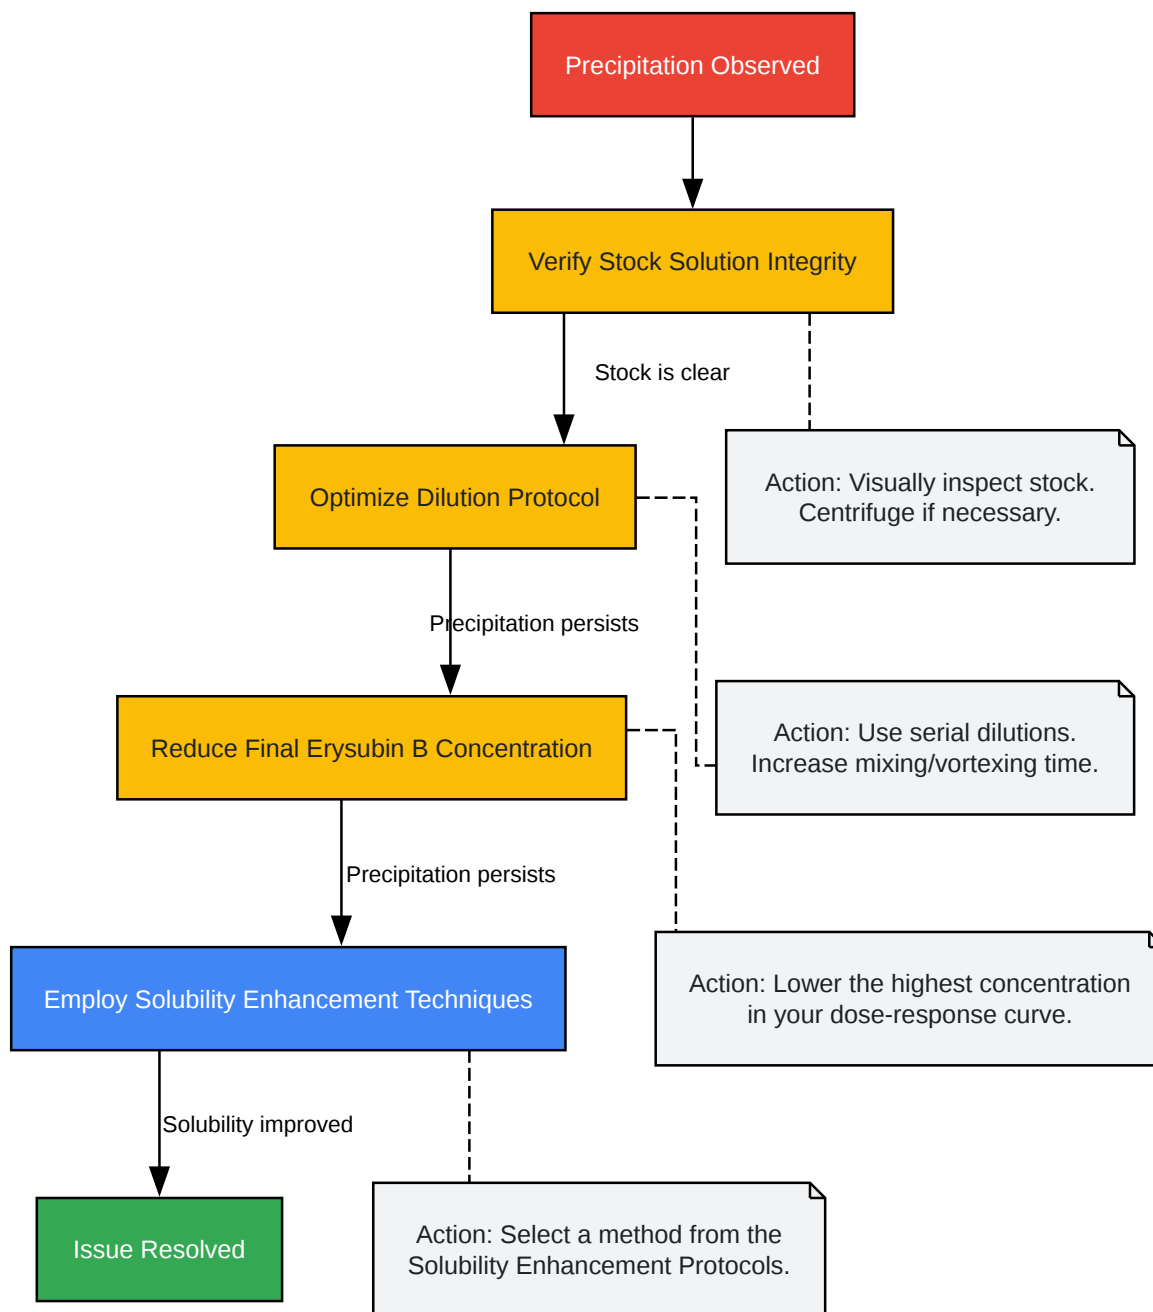 Precipitation Observed
Verify Stock Solution Integrity
Stock is clear
Action: Visually inspect stock.
Centrifuge if necessary.
Optimize Dilution Protocol
Precipitation persists
Action: Use serial dilutions.
Increase mixing/vortexing time.
Reduce Final Erysubin B Concentration
Precipitation persists
Action: Lower the highest concentration
in your dose-response curve.
Employ Solubility Enhancement Techniques
Solubility improved
Action: Select a method from the
Solubility Enhancement Protocols.
Issue Resolved